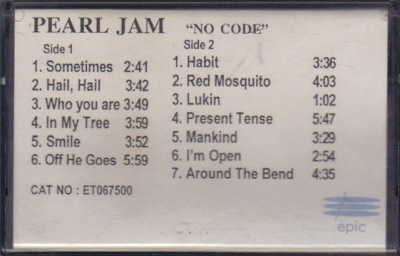 PEARL JAM "NO CODE"
Side 1
1. Sometimes 2:41
2. Hail, Hail 3:42
3. Who you are 3:49
4. In My Tree 3:59
5. Smile 3:52
6. Off He Goes 5:59
CAT NO : ET067500
Side 2
1. Habit 3:36
2. Red Mosquito 4:03
3. Lukin 1:02
4. Present Tense 5:47
5. Mankind 3:29
6. I'm Open 2:54
7. Around The Bend 4:35
epic